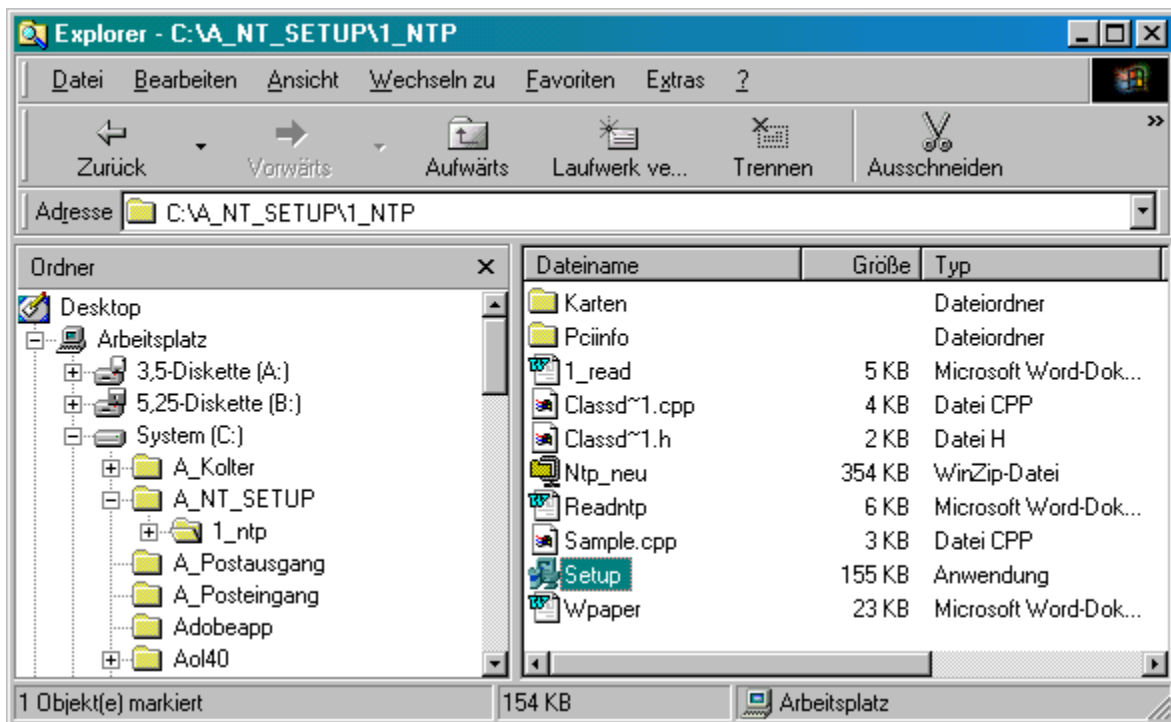 Explorer - C:\A_NT_SETUP\1_NTP
Datei Bearbeiten Ansicht Wechseln zu Favoriten Extras ?
Zurück Vorwärts Aufwärts Laufwerk ve... Trennen Ausschneiden »
Adresse C:\A_NT_SETUP\1_NTP
Ordner
Desktop
Arbeitsplatz
3,5-Diskette (A:)
5,25-Diskette (B:)
System (C:)
A_Kolter
A_NT_SETUP
1_ntp
A_Postausgang
A_Posteingang
Adobeapp
Aol40
Dateiname Größe Typ
Karten Dateiordner
Pciinfo Dateiordner
1_read 5 KB Microsoft Word-Dok...
Classd~1.cpp 4 KB Datei CPP
Classd~1.h 2 KB Datei H
Ntp_neu 354 KB WinZip-Datei
Readntp 6 KB Microsoft Word-Dok...
Sample.cpp 3 KB Datei CPP
Setup 155 KB Anwendung
Wpaper 23 KB Microsoft Word-Dok...
1 Objekt(e) markiert 154 KB Arbeitsplatz